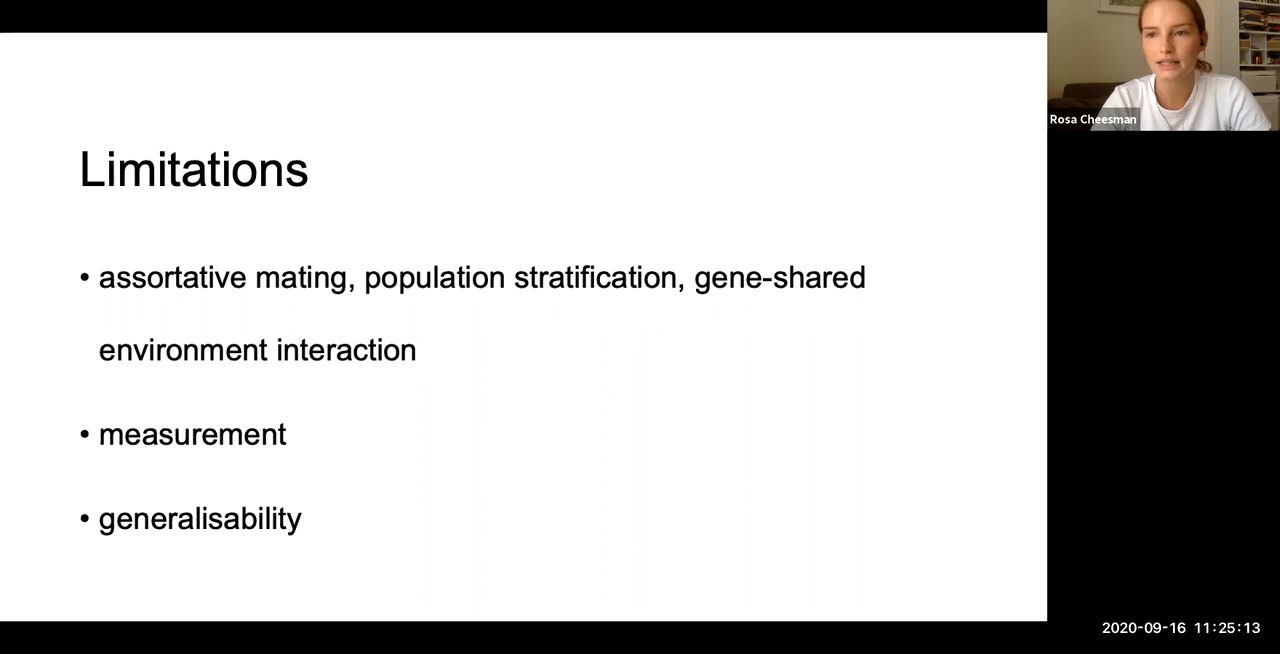 Limitations
• assortative mating, population stratification, gene-shared
environment interaction
• measurement
• generalisability
Rosa Cheesman
2020-09-16 11:25:13